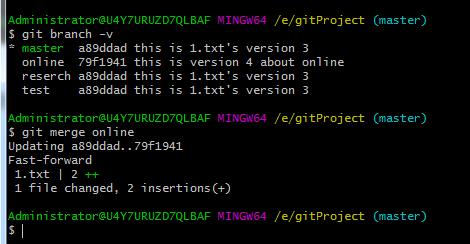 Administrator@U4Y7URUZD7QLBAF MINGW64 /e/gitProject (master)
$ git branch -v
* master  a89ddad this is 1.txt's version 3
  online  79f1941 this is version 4 about online
  reserch a89ddad this is 1.txt's version 3
  test    a89ddad this is 1.txt's version 3
Administrator@U4Y7URUZD7QLBAF MINGW64 /e/gitProject (master)
$ git merge online
Updating a89ddad..79f1941
Fast-forward
 1.txt | 2 ++
 1 file changed, 2 insertions(+)
Administrator@U4Y7URUZD7QLBAF MINGW64 /e/gitProject (master)
$